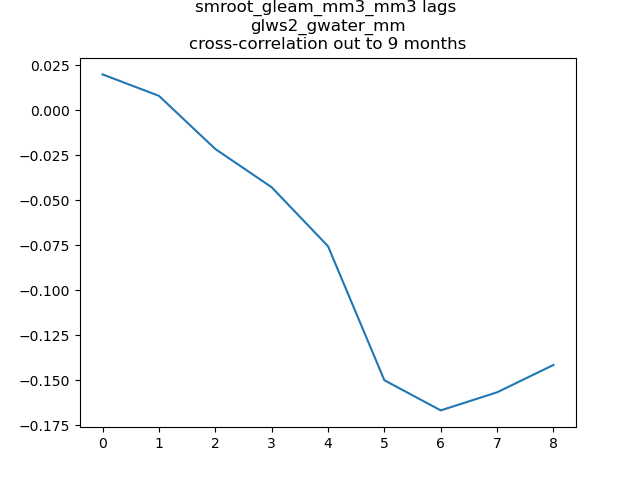 smroot_gleam_mm3_mm3 lags
glws2_gwater_mm
cross-correlation out to 9 months
0.025
0.000
−0.025
−0.050
−0.075
−0.100
−0.125
−0.150
−0.175
0 1 2 3 4 5 6 7 8